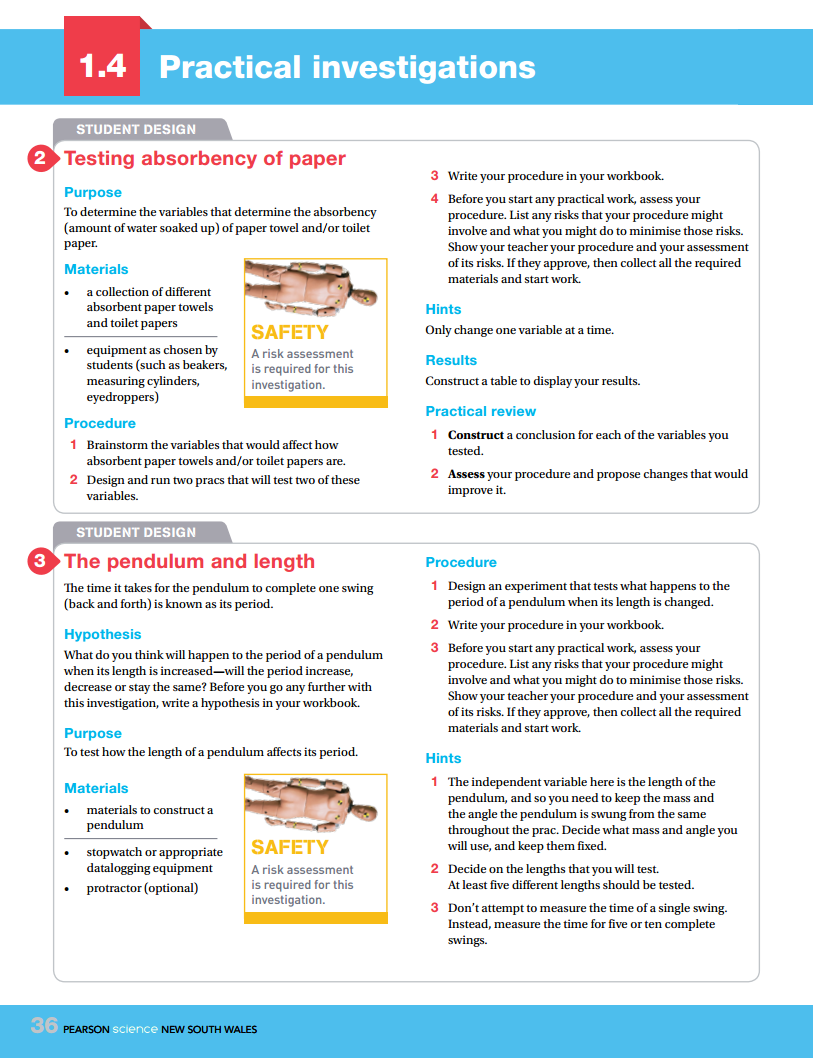 1.4
Practical investigations
STUDENT DESIGN
2
Testing absorbency of paper
Purpose
To determine the variables that determine the absorbency
(amount of water soaked up) of paper towel and/or toilet
paper.
Materials
• a collection of different
absorbent paper towels
and toilet papers
• equipment as chosen by
students (such as beakers,
measuring cylinders,
eyedroppers)
SAFETY
A risk assessment
is required for this
investigation.
Procedure
1 Brainstorm the variables that would affect how
absorbent paper towels and/or toilet papers are.
2 Design and run two pracs that will test two of these
variables.
3 Write your procedure in your workbook.
4 Before you start any practical work, assess your
procedure. List any risks that your procedure might
involve and what you might do to minimise those risks.
Show your teacher your procedure and your assessment
of its risks. If they approve, then collect all the required
materials and start work.
Hints
Only change one variable at a time.
Results
Construct a table to display your results.
Practical review
1 Construct a conclusion for each of the variables you
tested.
2 Assess your procedure and propose changes that would
improve it.
STUDENT DESIGN
3
The pendulum and length
The time it takes for the pendulum to complete one swing
(back and forth) is known as its period.
Hypothesis
What do you think will happen to the period of a pendulum
when its length is increased—will the period increase,
decrease or stay the same? Before you go any further with
this investigation, write a hypothesis in your workbook.
Purpose
To test how the length of a pendulum affects its period.
Materials
• materials to construct a
pendulum
• stopwatch or appropriate
datalogging equipment
• protractor (optional)
SAFETY
A risk assessment
is required for this
investigation.
Procedure
1 Design an experiment that tests what happens to the
period of a pendulum when its length is changed.
2 Write your procedure in your workbook.
3 Before you start any practical work, assess your
procedure. List any risks that your procedure might
involve and what you might do to minimise those risks.
Show your teacher your procedure and your assessment
of its risks. If they approve, then collect all the required
materials and start work.
Hints
1 The independent variable here is the length of the
pendulum, and so you need to keep the mass and
the angle the pendulum is swung from the same
throughout the prac. Decide what mass and angle you
will use, and keep them fixed.
2 Decide on the lengths that you will test.
At least five different lengths should be tested.
3 Don't attempt to measure the time of a single swing.
Instead, measure the time for five or ten complete
swings.
36 PEARSON science NEW SOUTH WALES